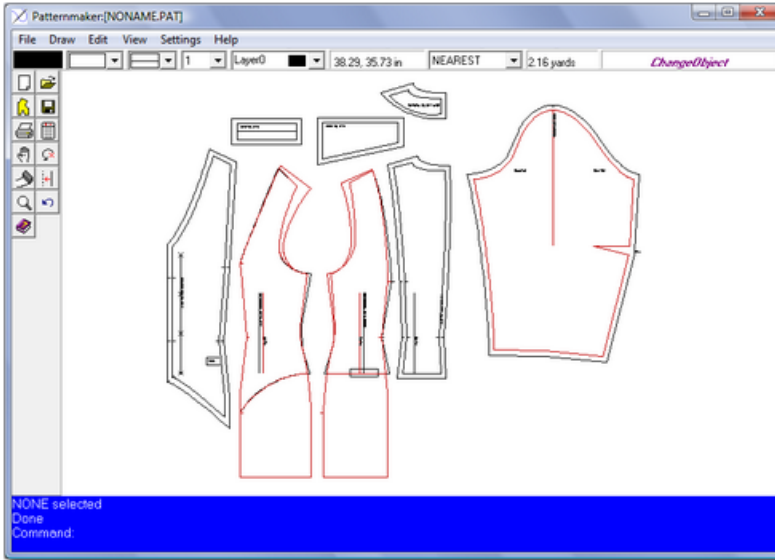 Patternmaker:[NONAME.PAT]
File Draw Edit View Settings Help
1 Layer0 38.29, 35.73 in NEAREST 2.16 yards ChangeObject
NONE selected
Done
Command: